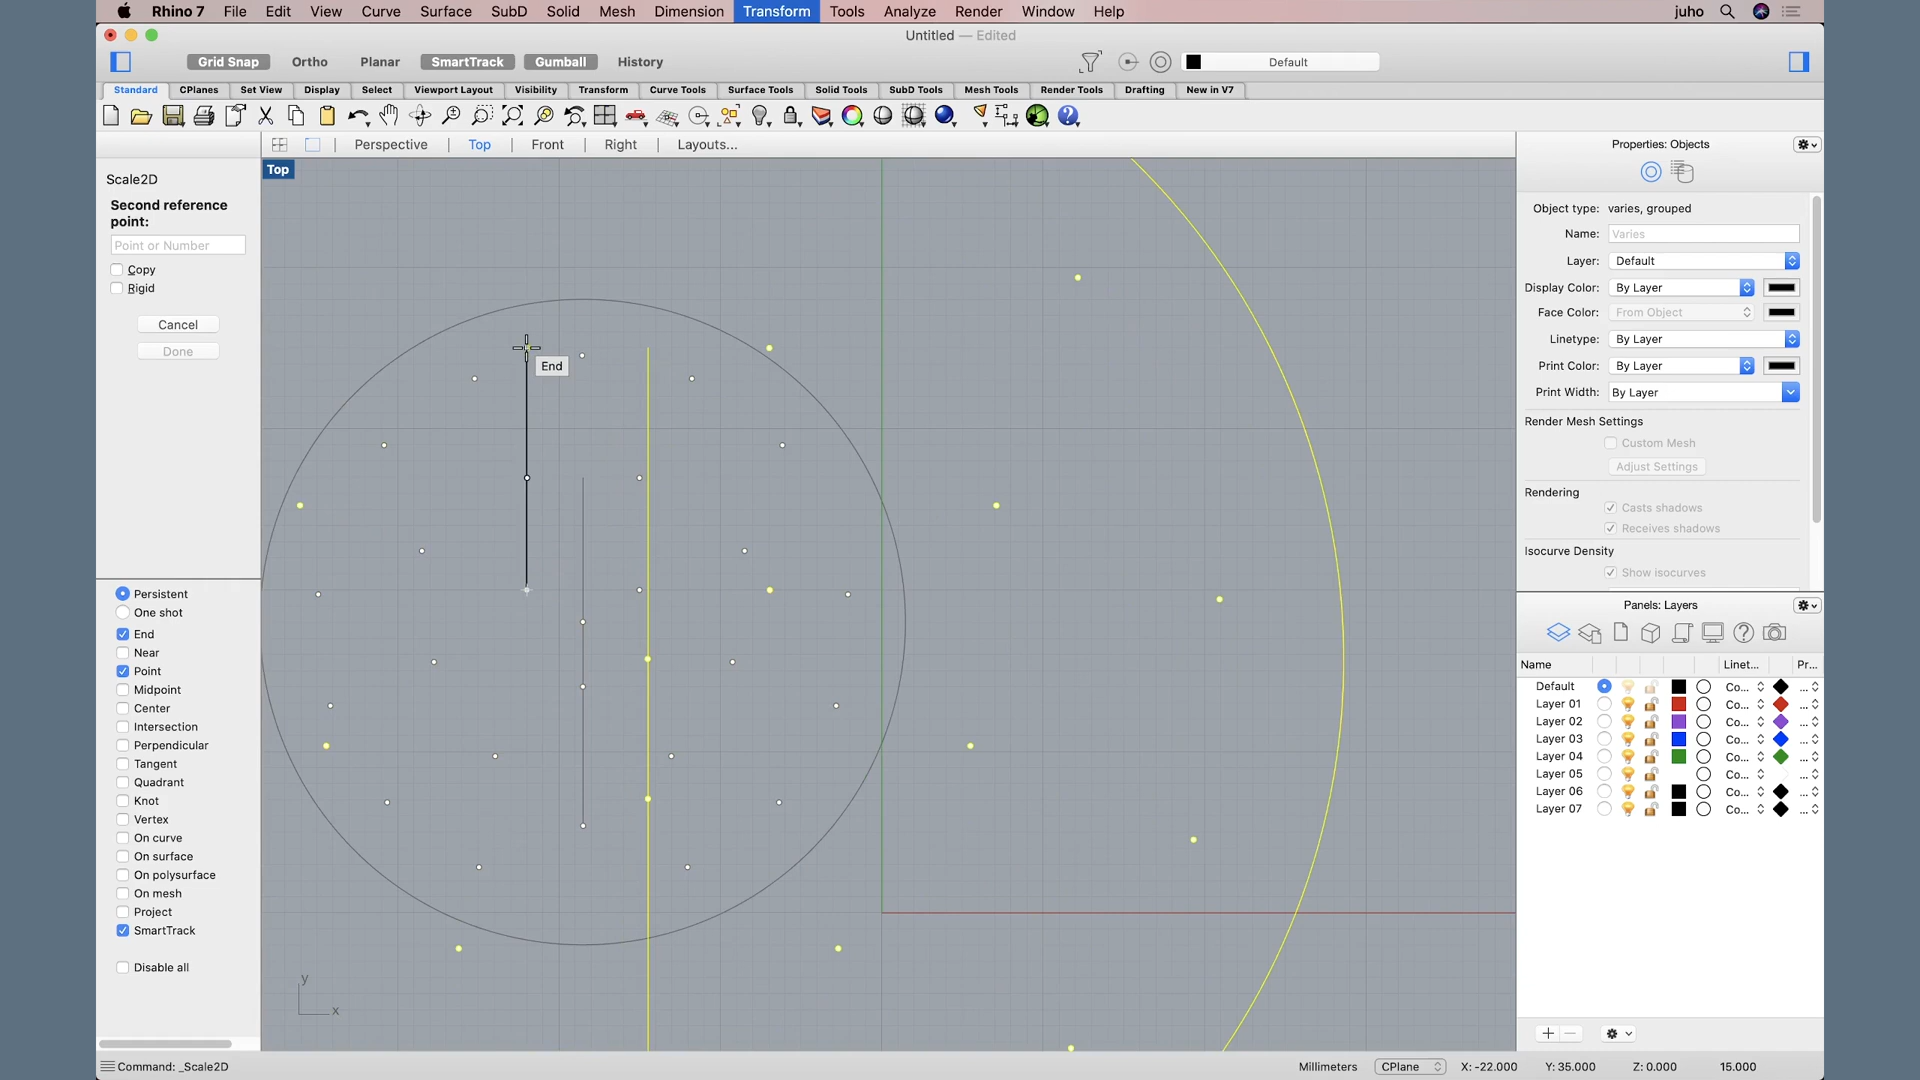 Rhino 7 File Edit View Curve Surface SubD Solid Mesh Dimension Transform Tools Analyze Render Window Help juho
Untitled — Edited
Grid Snap Ortho Planar SmartTrack Gumball History Default
Standard CPlanes Set View Display Select Viewport Layout Visibility Transform Curve Tools Surface Tools Solid Tools SubD Tools Mesh Tools Render Tools Drafting New in V7
Perspective Top Front Right Layouts...
Top
Scale2D
Second reference
point:
Point or Number
Copy
Rigid
Cancel
Done
End
Persistent
One shot
End
Near
Point
Midpoint
Center
Intersection
Perpendicular
Tangent
Quadrant
Knot
Vertex
On curve
On surface
On polysurface
On mesh
Project
SmartTrack
Disable all
y
x
Properties: Objects
Object type: varies, grouped
Name: Varies
Layer: Default
Display Color: By Layer
Face Color: From Object
Linetype: By Layer
Print Color: By Layer
Print Width: By Layer
Render Mesh Settings
Custom Mesh
Adjust Settings
Rendering
Casts shadows
Receives shadows
Isocurve Density
Show isocurves
Panels: Layers
Name Linet... Pr...
Default Co... ...
Layer 01 Co... ...
Layer 02 Co... ...
Layer 03 Co... ...
Layer 04 Co... ...
Layer 05 Co... ...
Layer 06 Co... ...
Layer 07 Co... ...
Command: _Scale2D Millimeters CPlane X: -22.000 Y: 35.000 Z: 0.000 15.000